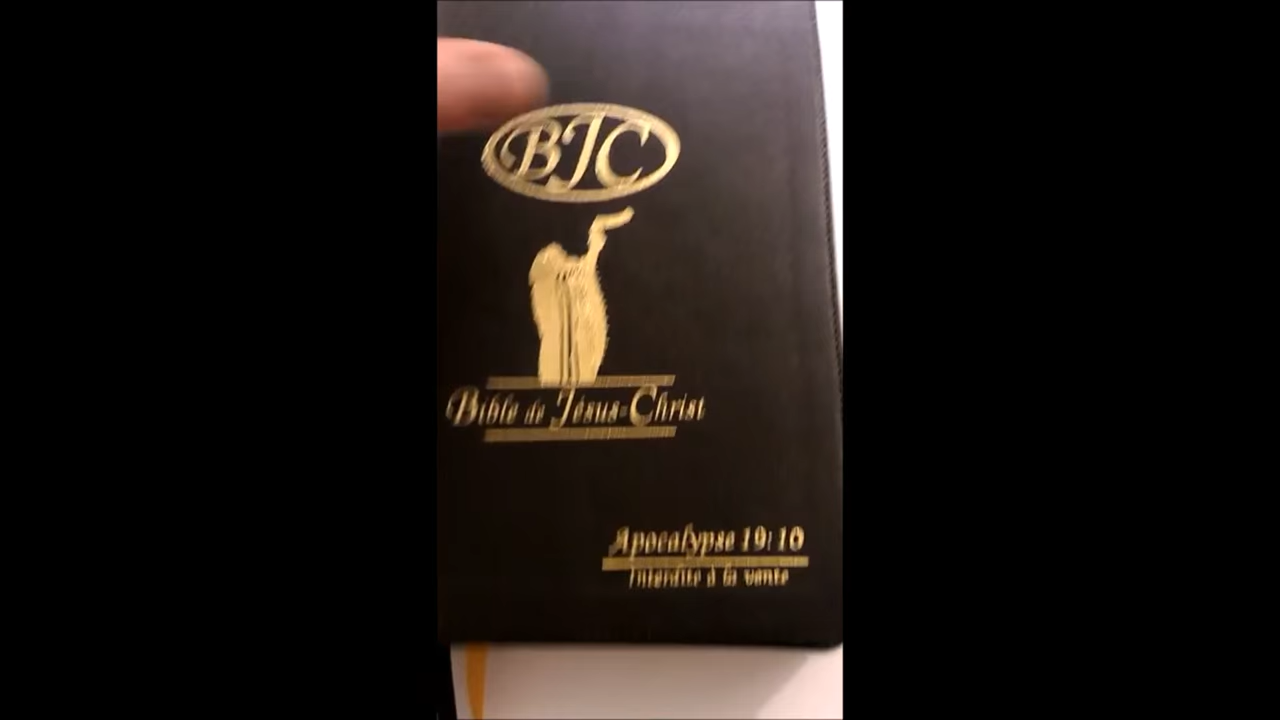 BJC
Bible de Jésus-Christ
Apocalypse 19:10
Interdite à la vente